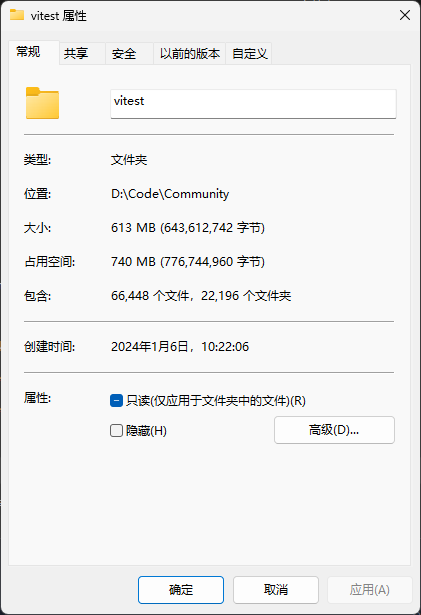 vitest 属性
常规 共享 安全 以前的版本 自定义
vitest
类型: 文件夹
位置: D:\Code\Community
大小: 613 MB (643,612,742 字节)
占用空间: 740 MB (776,744,960 字节)
包含: 66,448 个文件，22,196 个文件夹
创建时间: 2024年1月6日，10:22:06
属性: 只读(仅应用于文件夹中的文件)(R)
隐藏(H) 高级(D)...
确定 取消 应用(A)